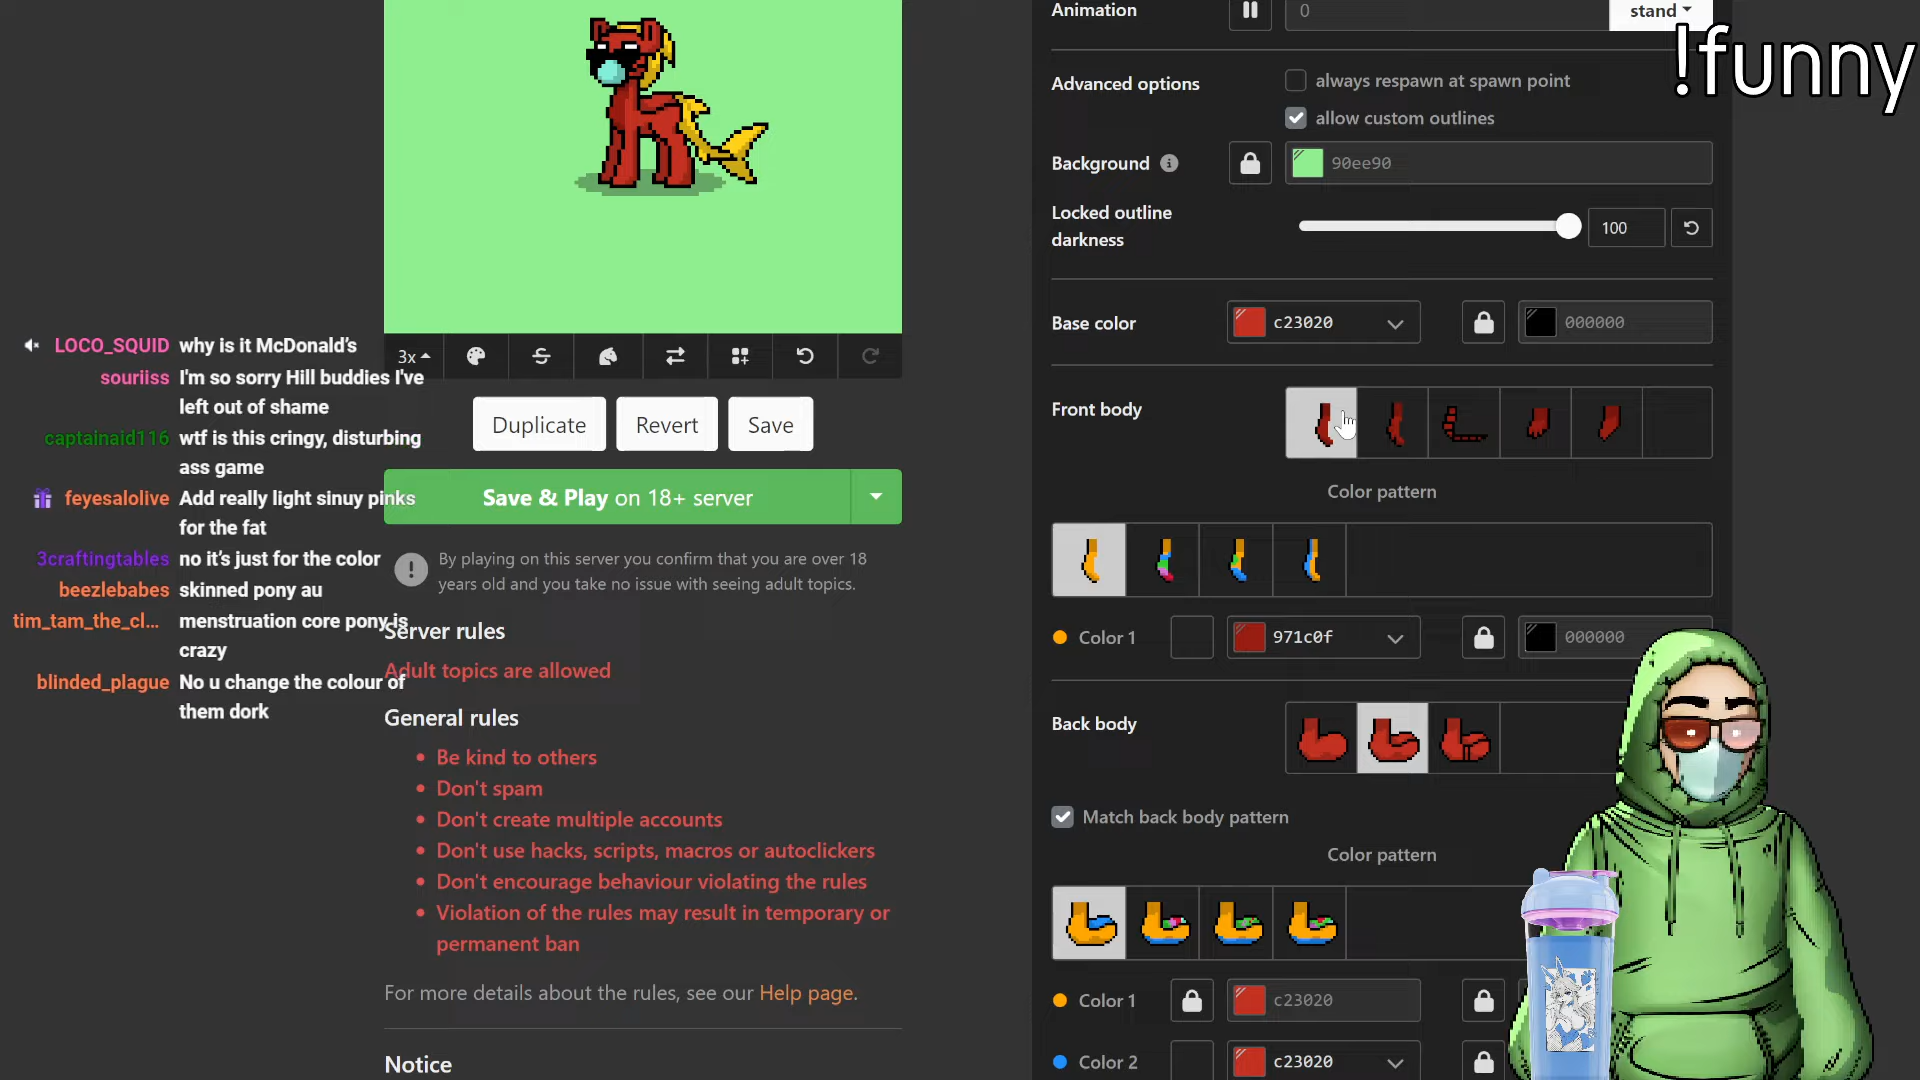 !funny
LOCO_SQUID why is it McDonald's
souriiss I'm so sorry Hill buddies I've
left out of shame
captainaid116 wtf is this cringy, disturbing
ass game
feyesalolive Add really light sinuy pinks
for the fat
3craftingtables no it's just for the color
beezlebabes skinned pony au
tim_tam_the_cl... menstruation core pony is
crazy
blinded_plague No u change the colour of
them dork
3x
Duplicate
Revert
Save
Save & Play on 18+ server
By playing on this server you confirm that you are over 18
years old and you take no issue with seeing adult topics.
Server rules
Adult topics are allowed
General rules
Be kind to others
Don't spam
Don't create multiple accounts
Don't use hacks, scripts, macros or autoclickers
Don't encourage behaviour violating the rules
Violation of the rules may result in temporary or
permanent ban
For more details about the rules, see our Help page.
Notice
Animation 0 stand
Advanced options always respawn at spawn point
allow custom outlines
Background 90ee90
Locked outline
darkness
100
Base color c23020 000000
Front body
Color pattern
Color 1 971c0f 000000
Back body
Match back body pattern
Color pattern
Color 1 c23020
Color 2 c23020